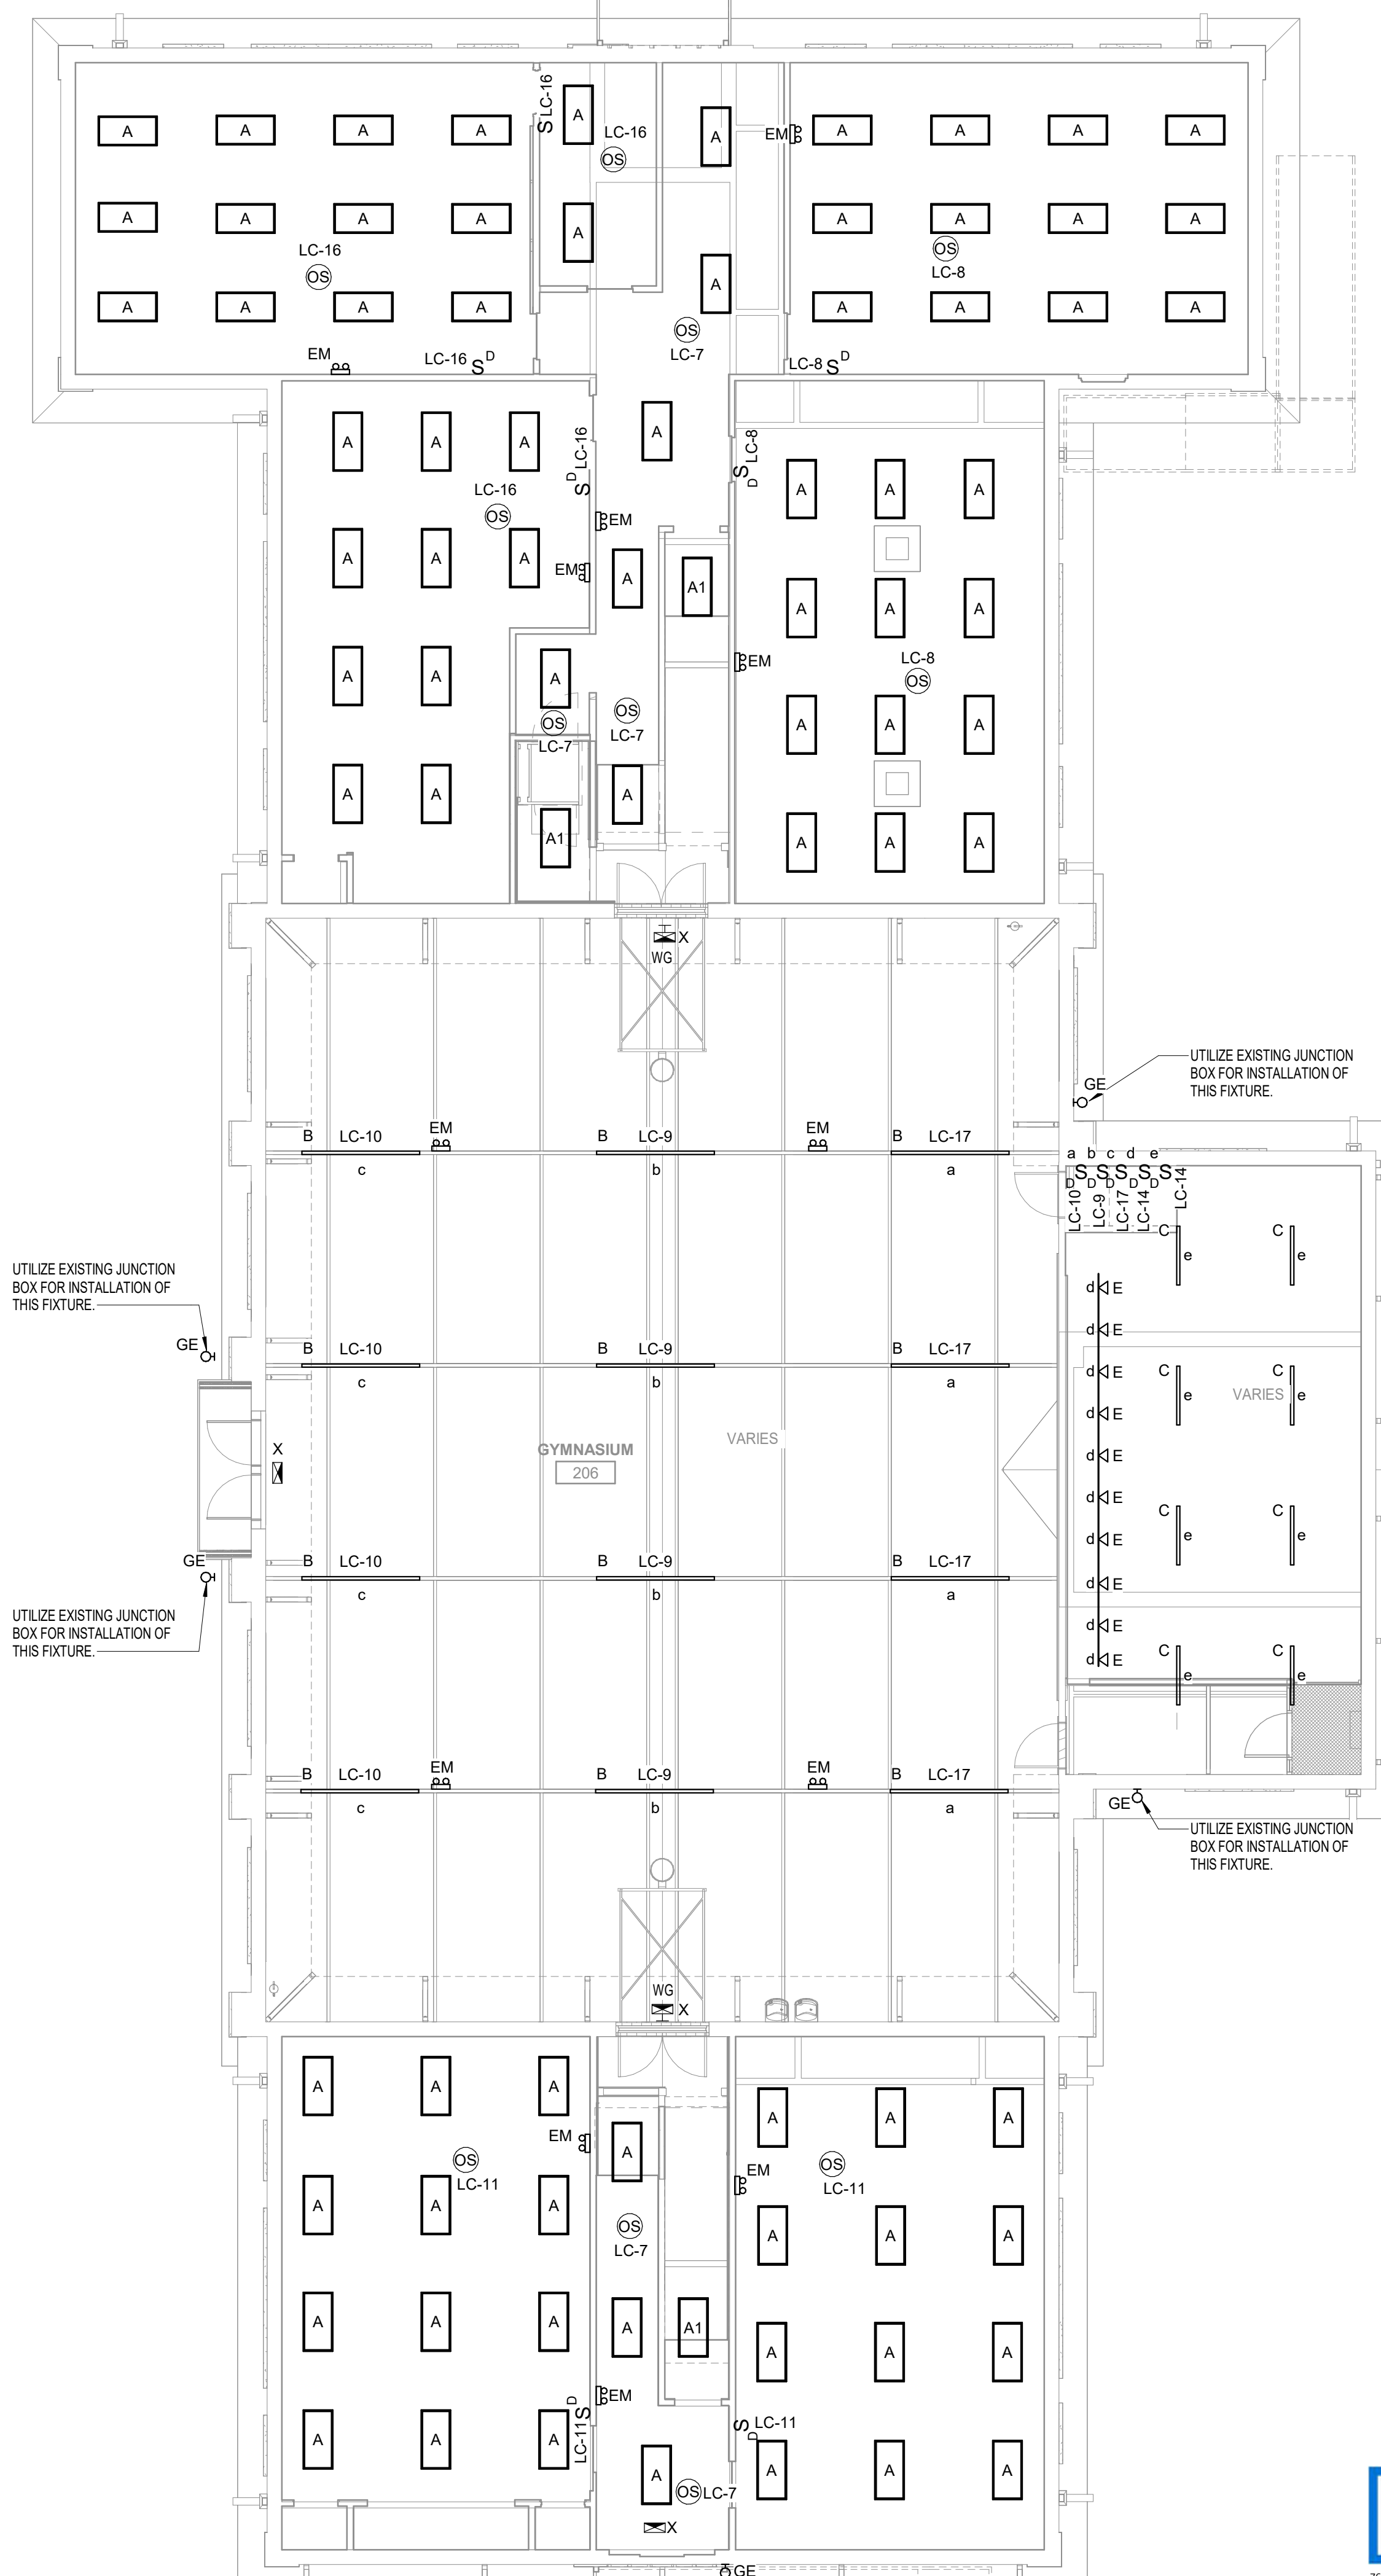 LC-16
A
A
LC-16
A
EM
A A A A
A A A A
OS
A A A A
A A A A
A
A
LC-16
OS
LC-8
OS
LC-16
OS
LC-7
OS
A A A A
A A A A
EM
LC-16 S D
LC-8 S D
A
A A A
LC-16
S D
LC-8
S D
LC-16
OS
A A A
EM
A A A
EM
A
A1
A A A
EM
LC-8
OS
A A
A
OS
LC-7
OS
LC-7
A A A
A A
A
A1
A A A
X
WG
UTILIZE EXISTING JUNCTION
BOX FOR INSTALLATION OF
THIS FIXTURE.
GE
B LC-10 EM B LC-9 EM B LC-17
c b a
a b c d e
S S S S S
D D D D
LC-10 LC-9 LC-17 LC-14 LC-14
C C
e e
UTILIZE EXISTING JUNCTION
BOX FOR INSTALLATION OF
THIS FIXTURE.
d E
d E
GE
B LC-10 B LC-9 B LC-17
c b a
d E
C C
e e
VARIES
d E
GYMNASIUM
VARIES
206
X
d E
d E
C C
e e
d E
GE
B LC-10 B LC-9 B LC-17
c b a
d E
UTILIZE EXISTING JUNCTION
BOX FOR INSTALLATION OF
THIS FIXTURE.
d E
d E
C C
e e
B LC-10 EM B LC-9 EM B LC-17
c b a
GE
UTILIZE EXISTING JUNCTION
BOX FOR INSTALLATION OF
THIS FIXTURE.
WG
X
A A A
A A A
EM
A
OS
LC-11
EM
OS
LC-11
A A A
OS
LC-7
A A A
A A A
A
A1
A A A
EM
LC-11 S D
S D
LC-11
A A A
A
A A A
OS LC-7
X
GE